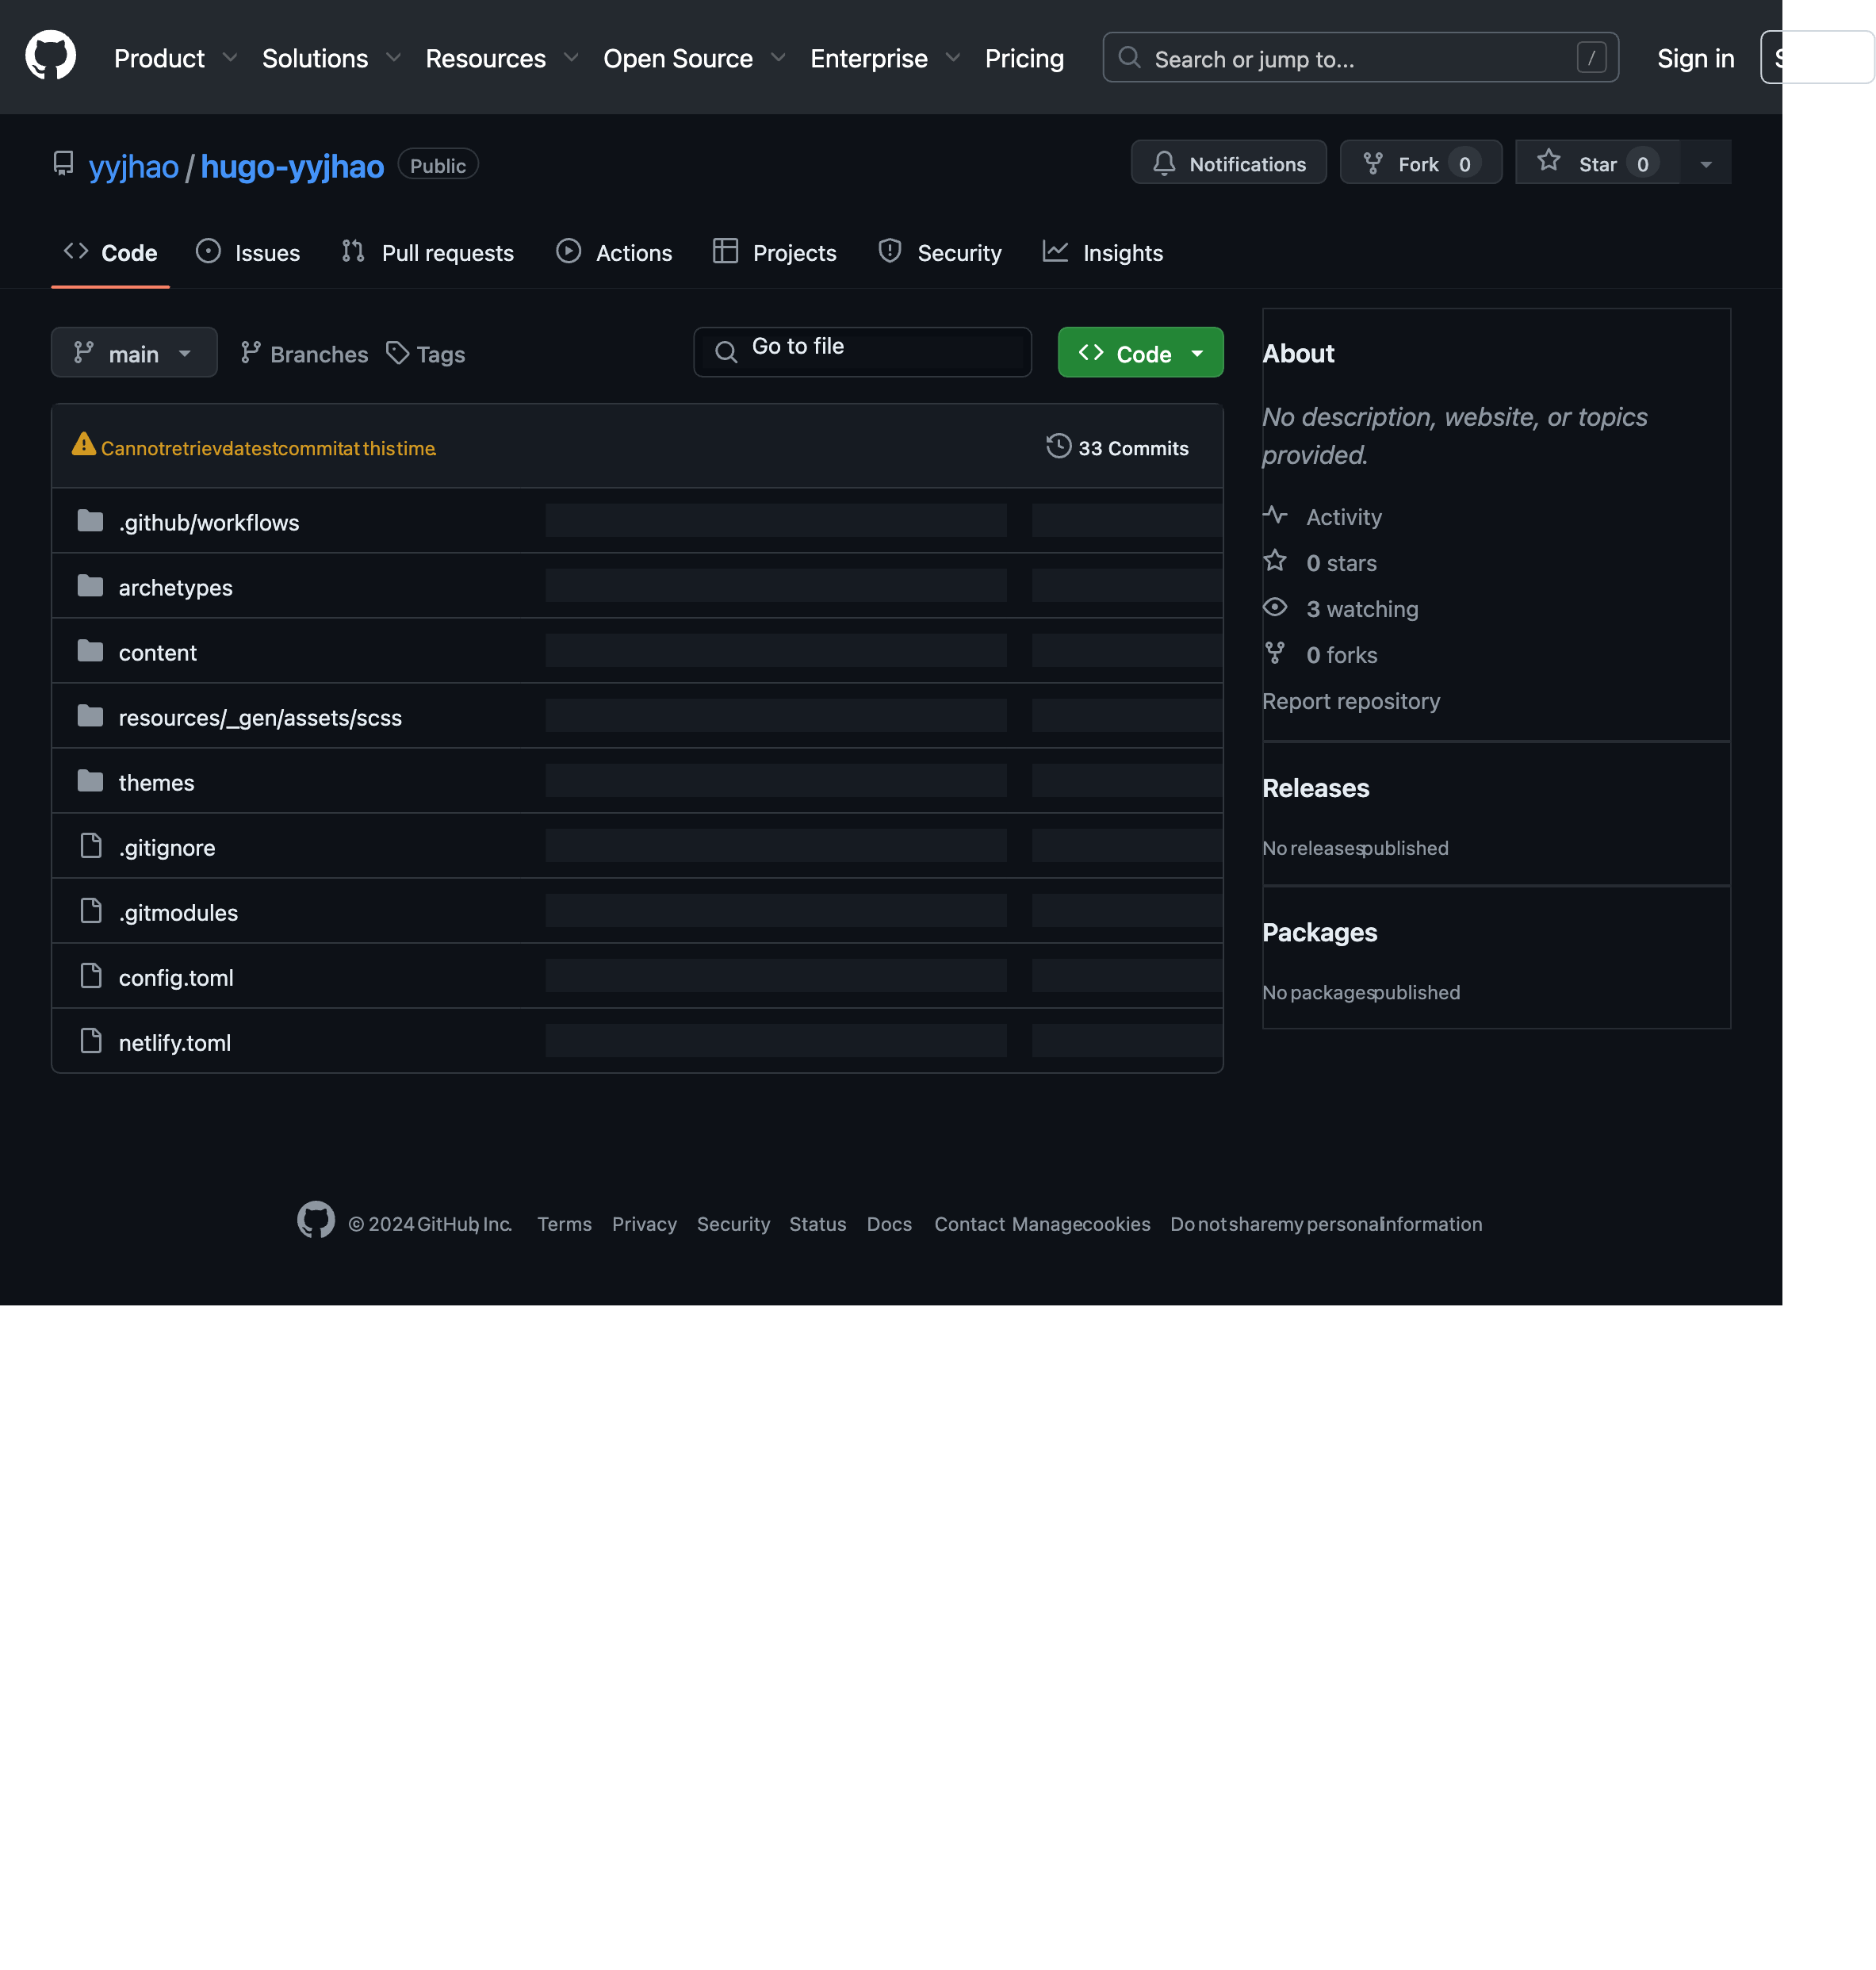 Product Solutions Resources Open Source Enterprise Pricing Search or jump to... / Sign in S
yyjhao / hugo-yyjhao Public Notifications Fork 0 Star 0
Code Issues Pull requests Actions Projects Security Insights
main Branches Tags Go to file Code
Cannot retrieve latest commit at this time. 33 Commits
.github/workflows
archetypes
content
resources/_gen/assets/scss
themes
.gitignore
.gitmodules
config.toml
netlify.toml
About
No description, website, or topics
provided.
Activity
0 stars
3 watching
0 forks
Report repository
Releases
No releases published
Packages
No packages published
© 2024 GitHub, Inc. Terms Privacy Security Status Docs Contact Manage cookies Do not share my personal information